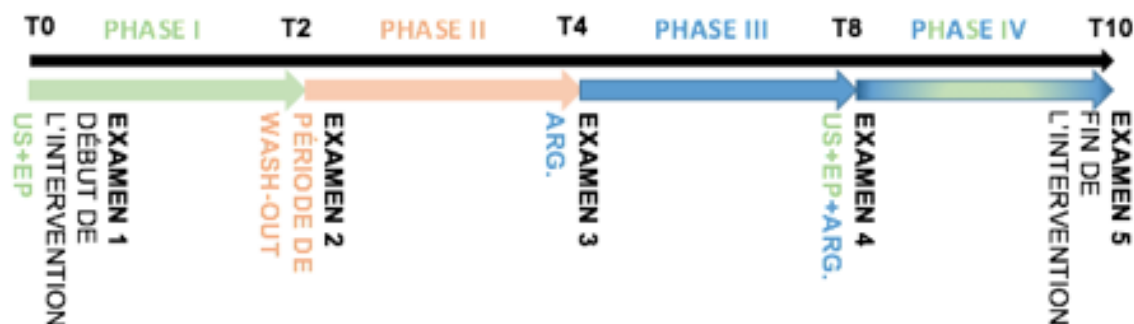 T0 PHASE I T2 PHASE II T4 PHASE III T8 PHASE IV T10
US+EP
EXAMEN 1
DÉBUT DE
L'INTERVENTION
EXAMEN 2
PÉRIODE DE
WASH-OUT
EXAMEN 3
ARG.
EXAMEN 4
US+EP+ARG.
EXAMEN 5
FIN DE
L'INTERVENTION